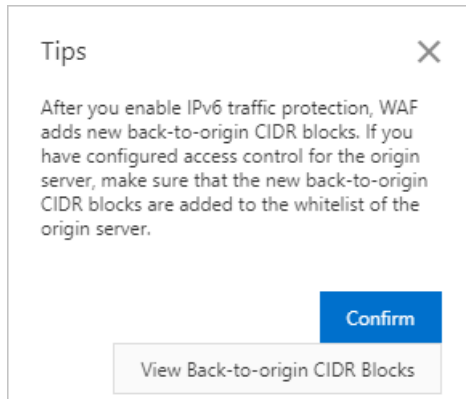 Tips
After you enable IPv6 traffic protection, WAF
adds new back-to-origin CIDR blocks. If you
have configured access control for the origin
server, make sure that the new back-to-origin
CIDR blocks are added to the whitelist of the
origin server.
Confirm
View Back-to-origin CIDR Blocks